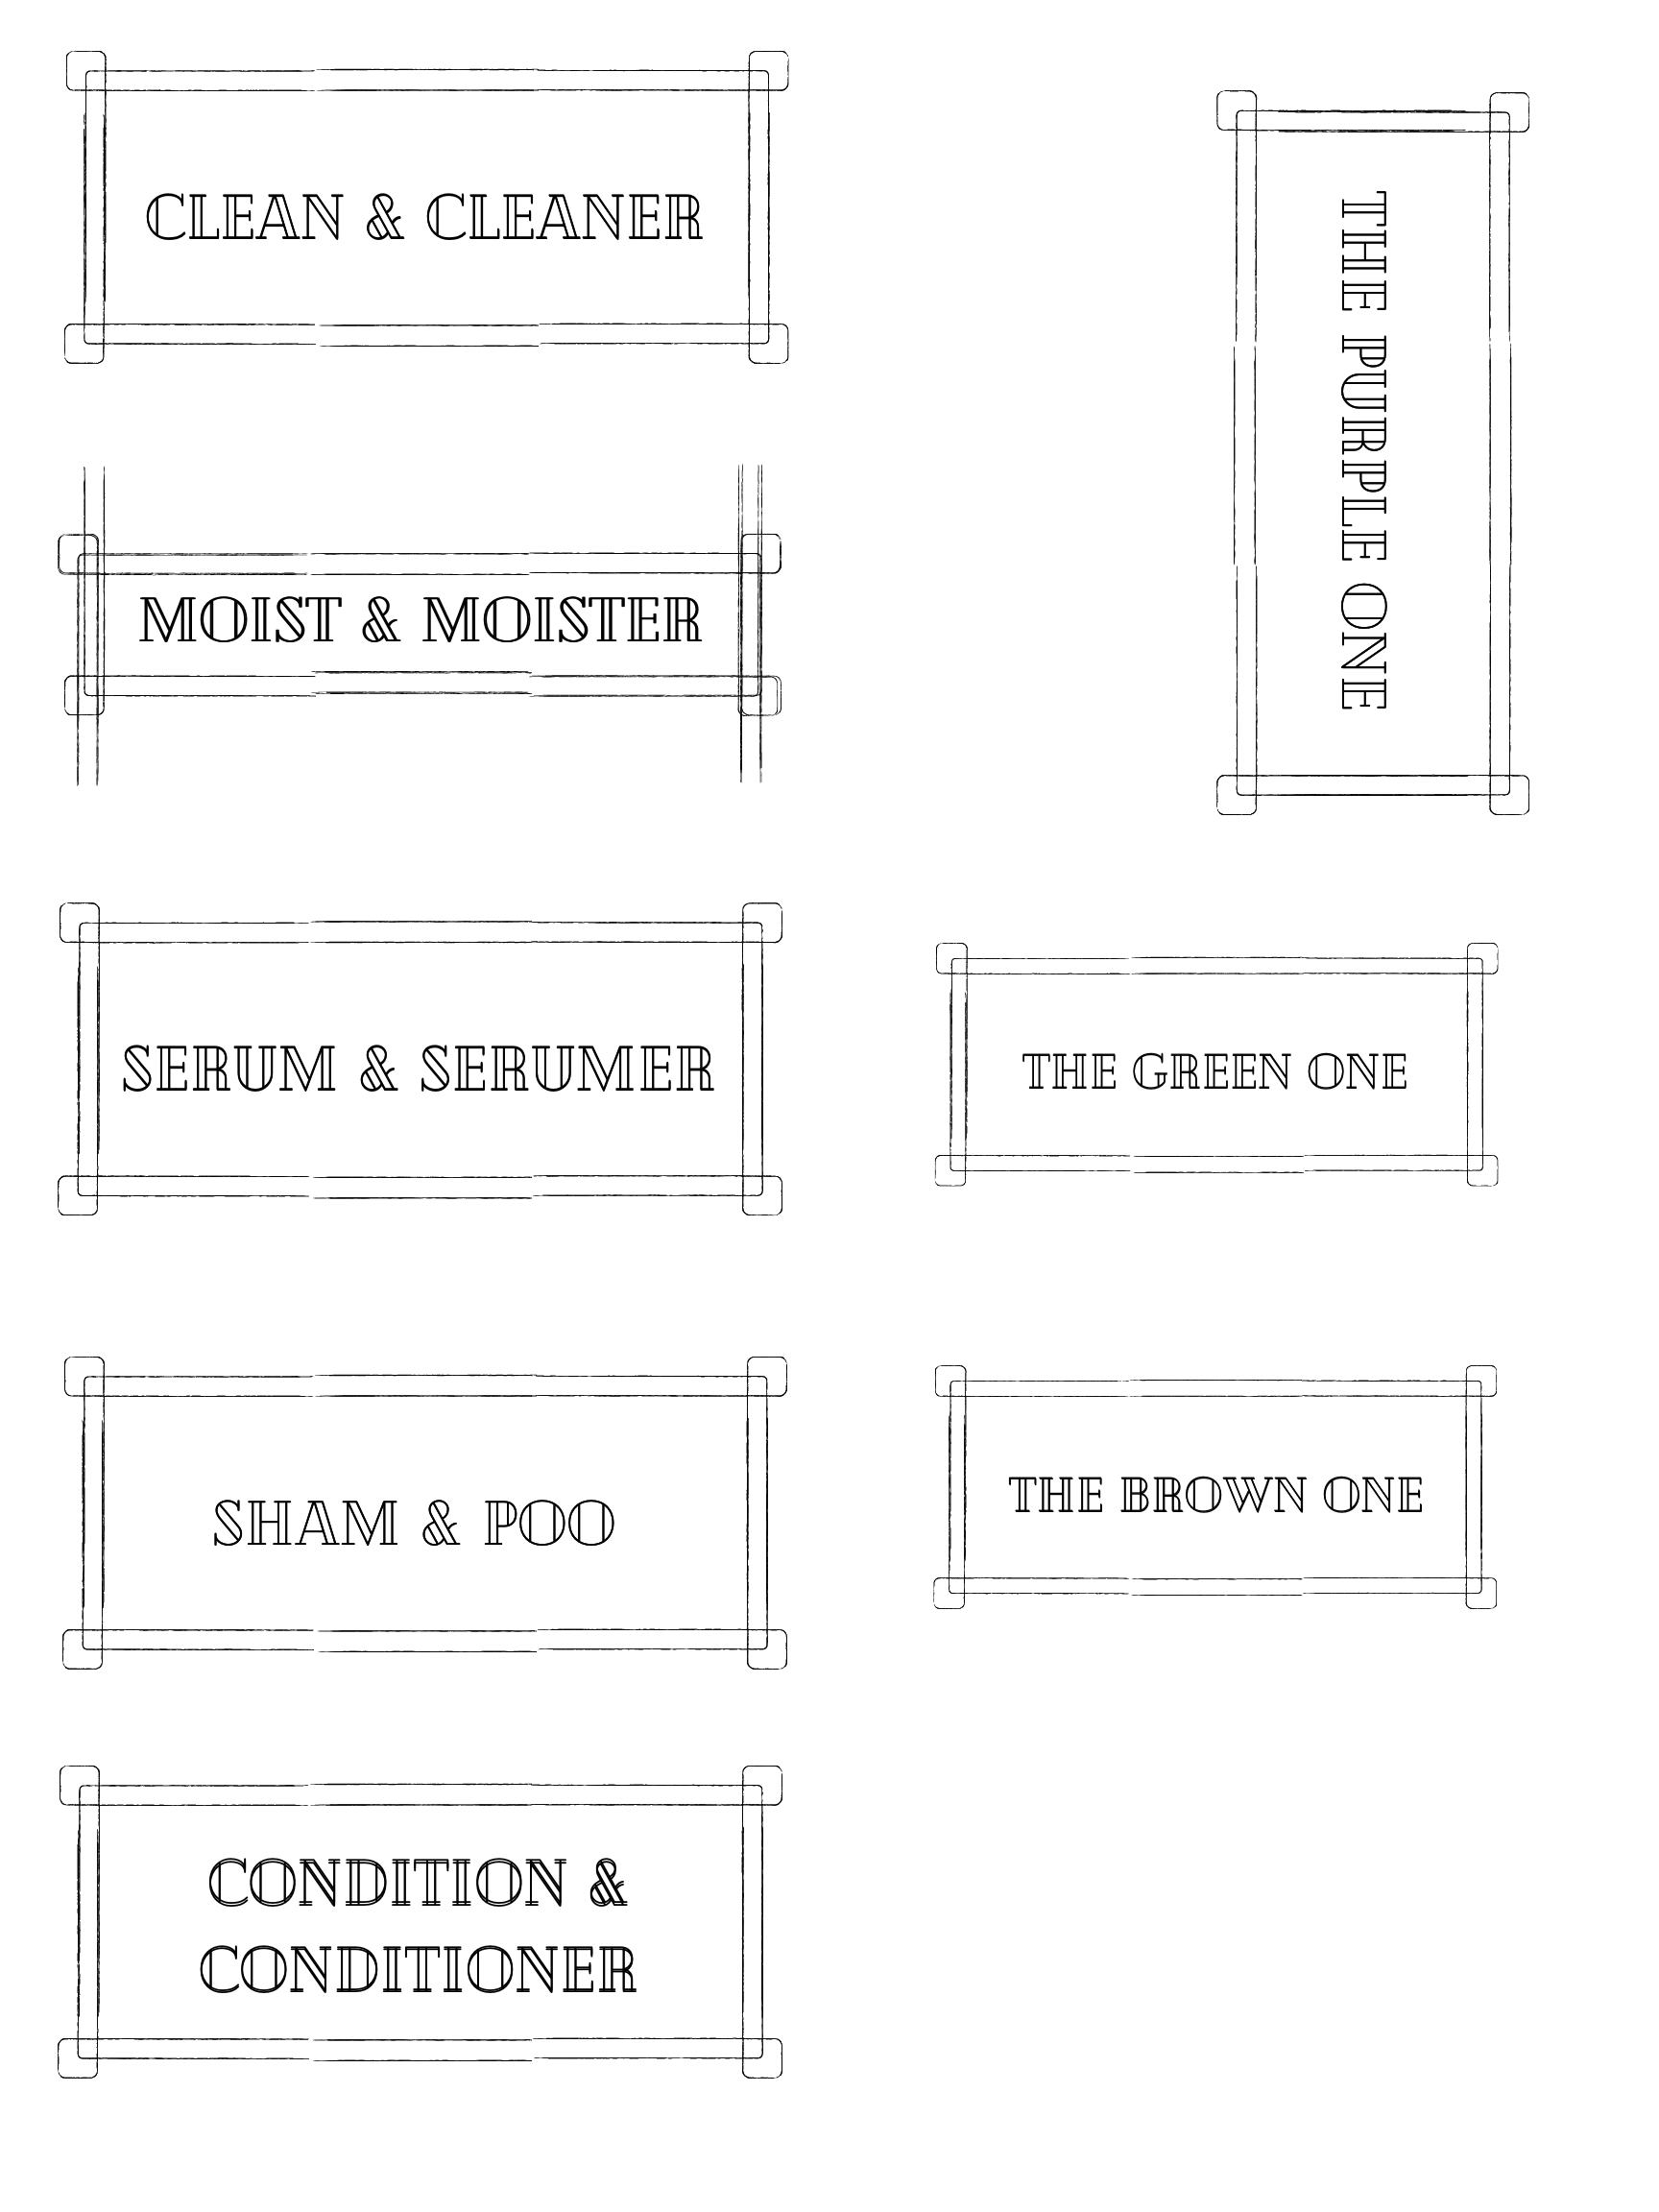 CLEAN & CLEANER
MOIST & MOISTER
SERUM & SERUMER
SHAM & POO
CONDITION &
CONDITIONER
THE PURPLE ONE
THE GREEN ONE
THE BROWN ONE